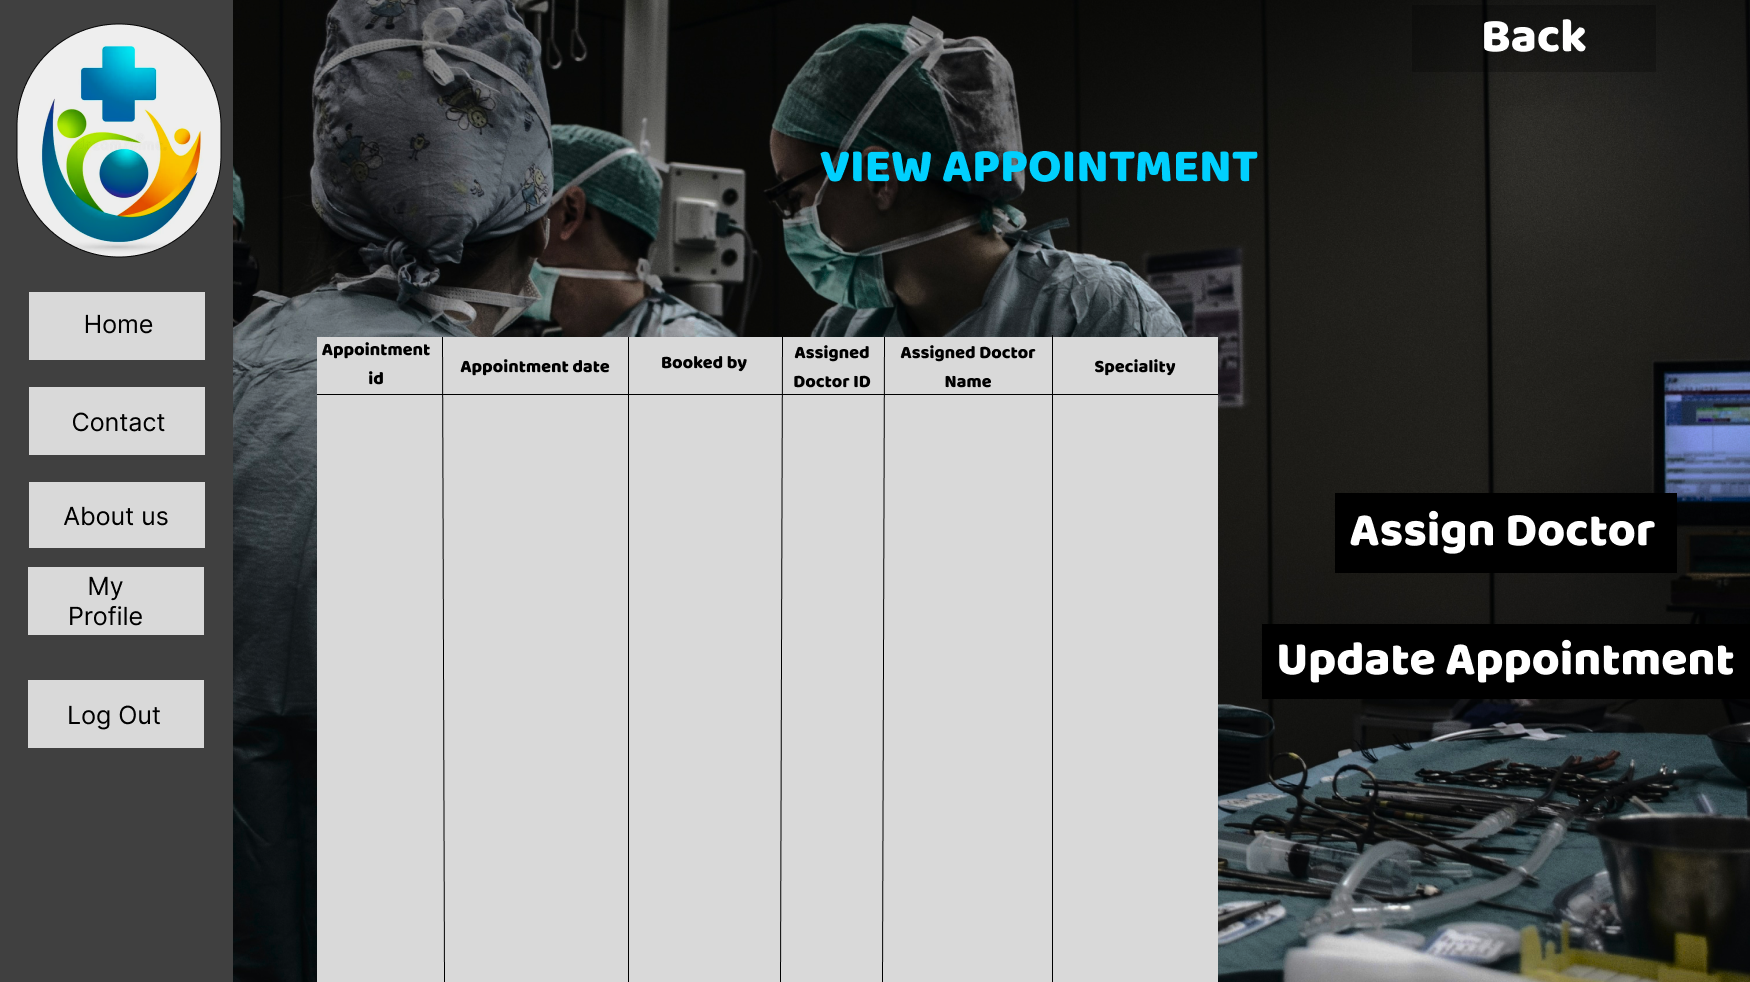 Back
VIEW APPOINTMENT
Home
Contact
About us
My
Profile
Log Out
Appointment
id
Appointment date
Booked by
Assigned
Doctor ID
Assigned Doctor
Name
Speciality
Assign Doctor
Update Appointment